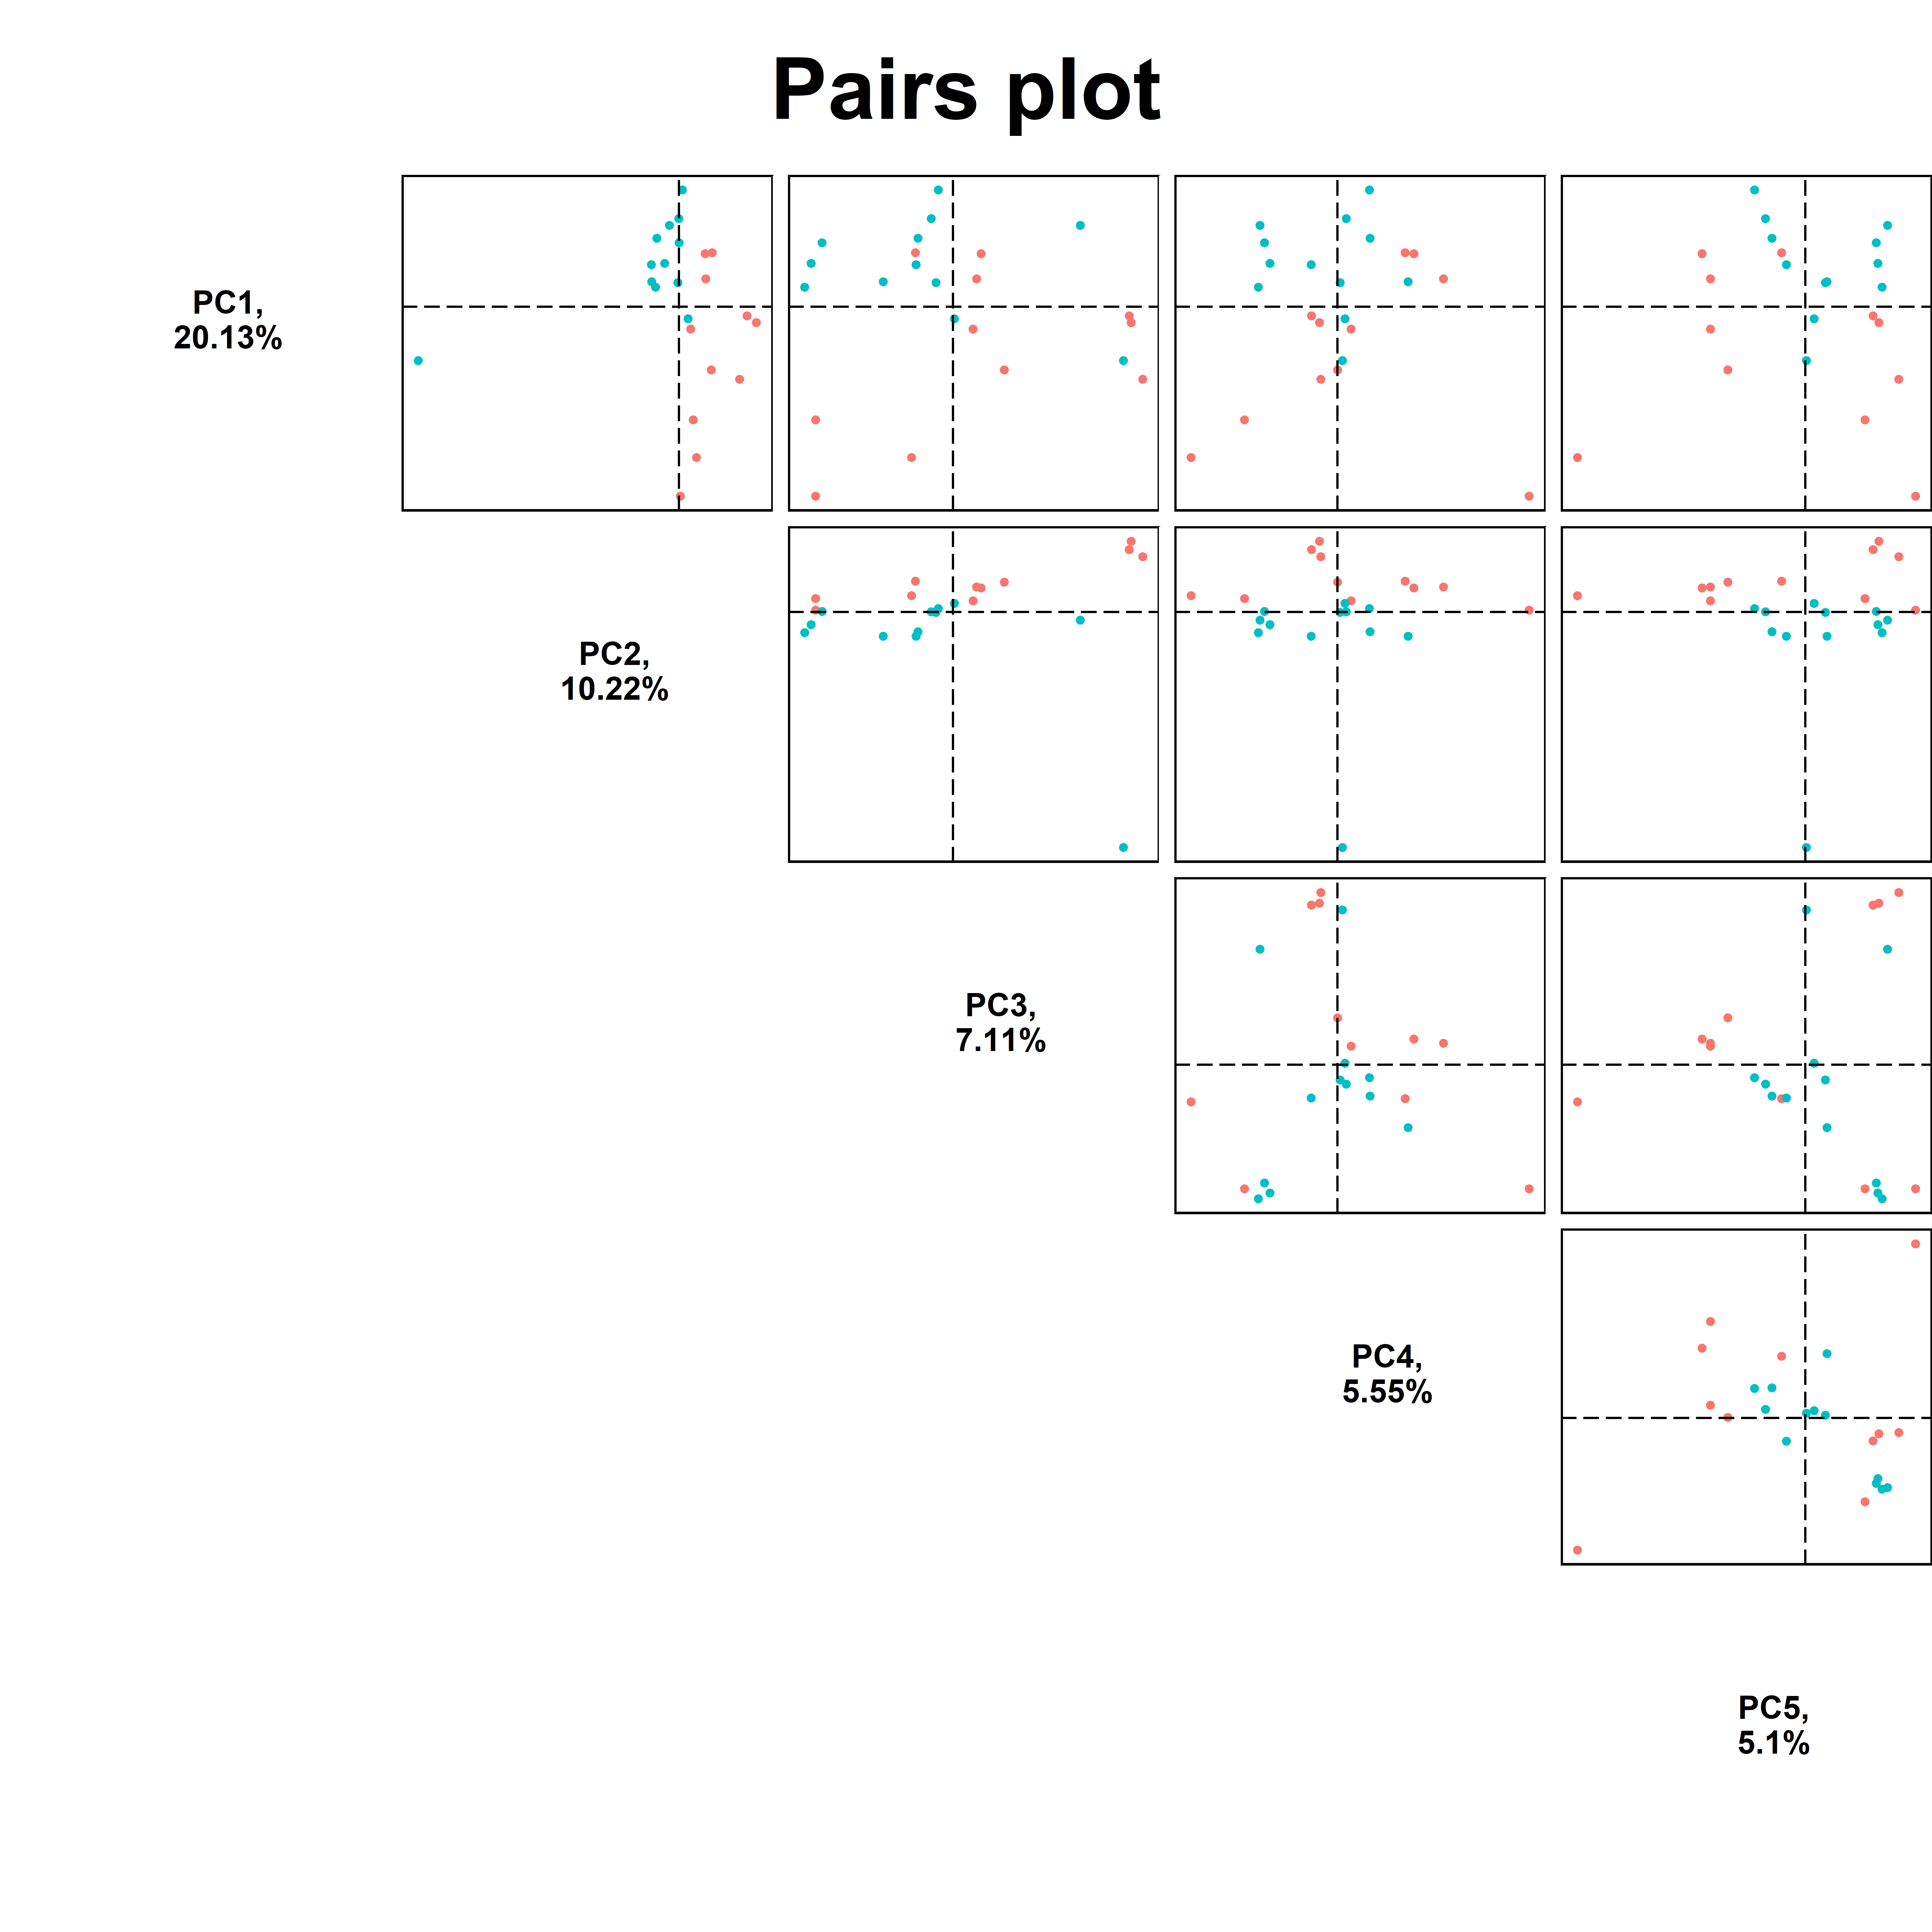 Pairs plot
PC1,
20.13%
PC2,
10.22%
PC3,
7.11%
PC4,
5.55%
PC5,
5.1%